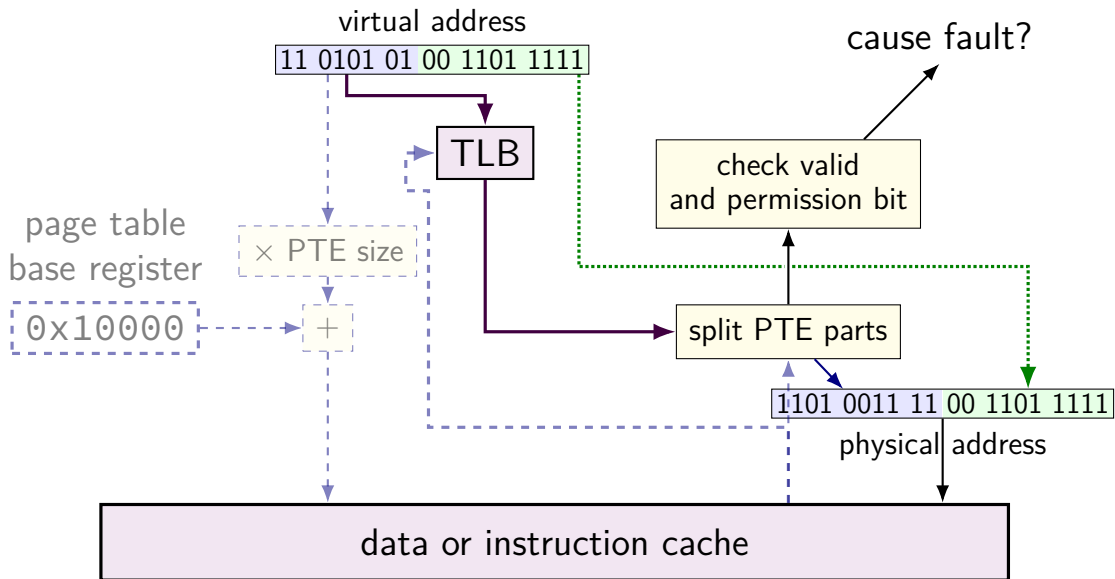 virtual address
11 0101 01 00 1101 1111
cause fault?
TLB
check valid
and permission bit
page table
base register
× PTE size
0x10000
+
split PTE parts
1101 0011 11 00 1101 1111
physical address
data or instruction cache